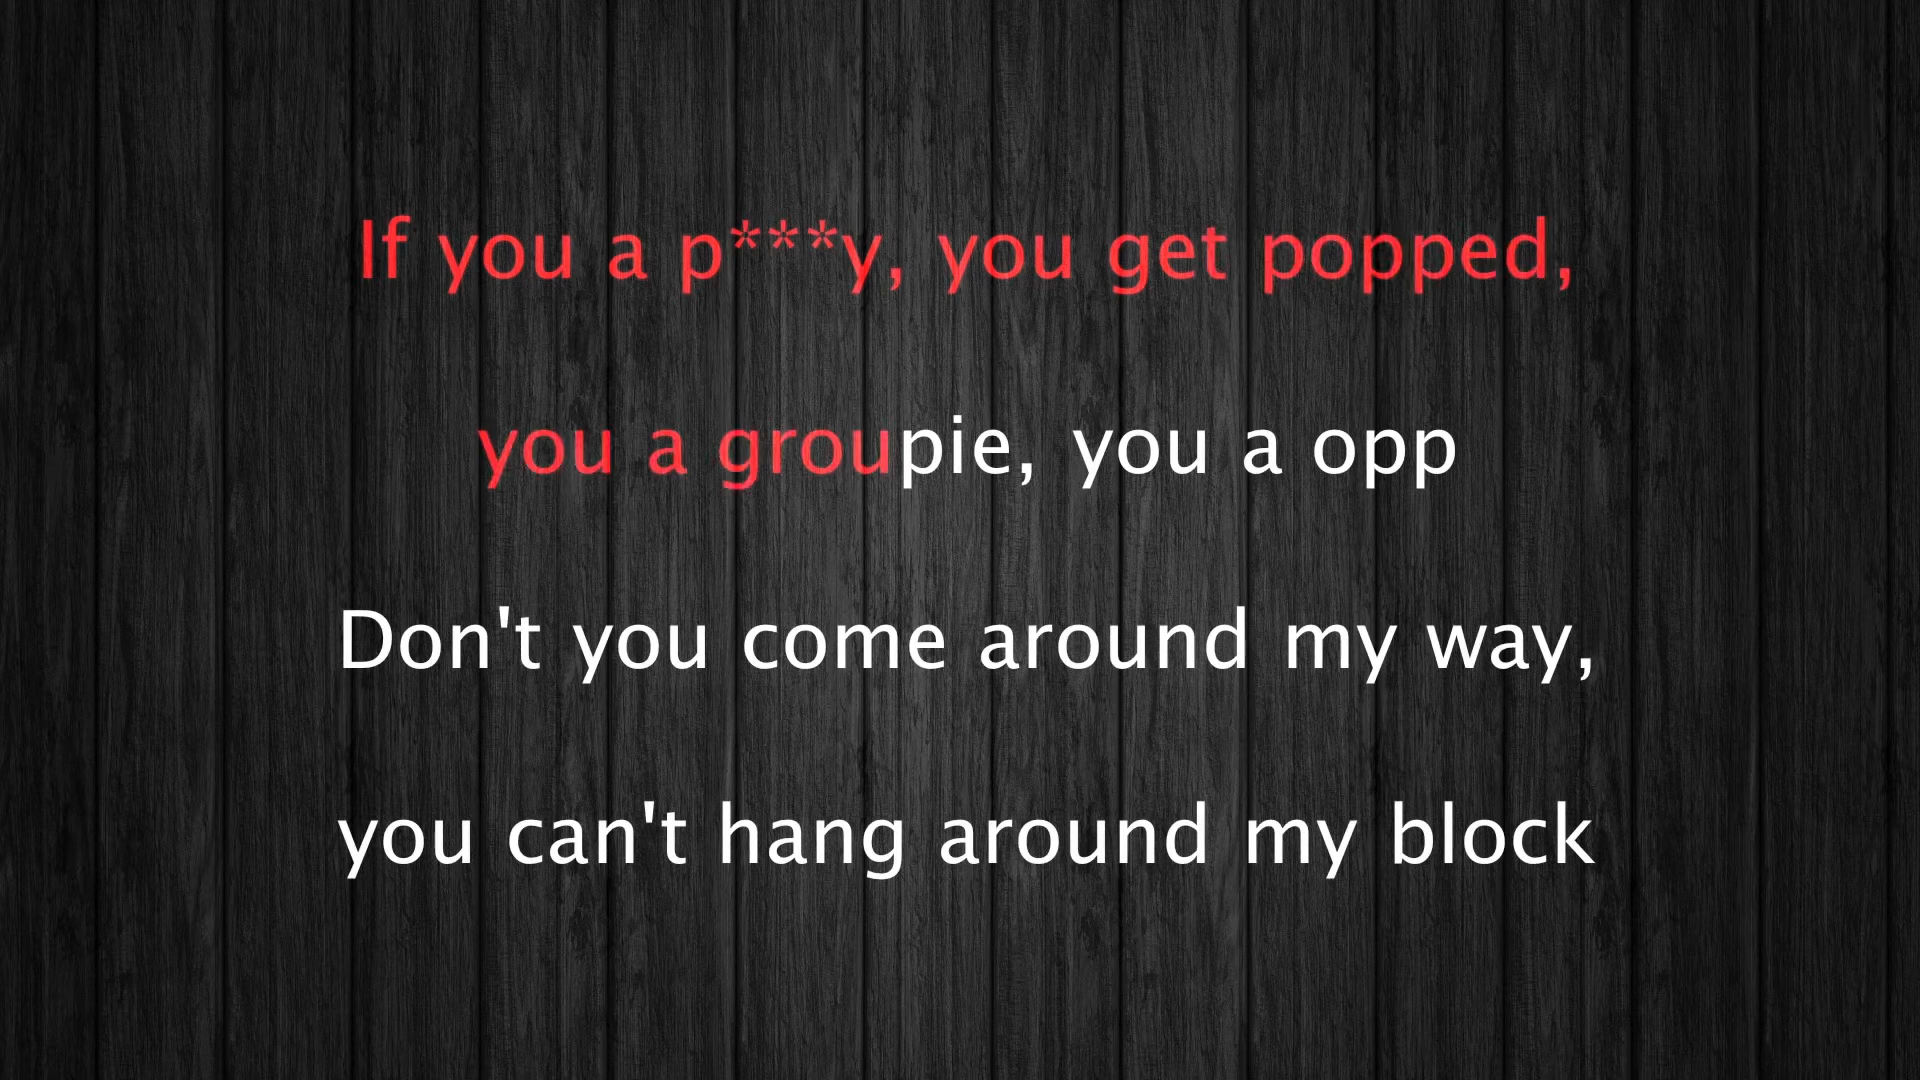 If you a p***y, you get popped,
you a groupie, you a opp
Don't you come around my way,
you can't hang around my block